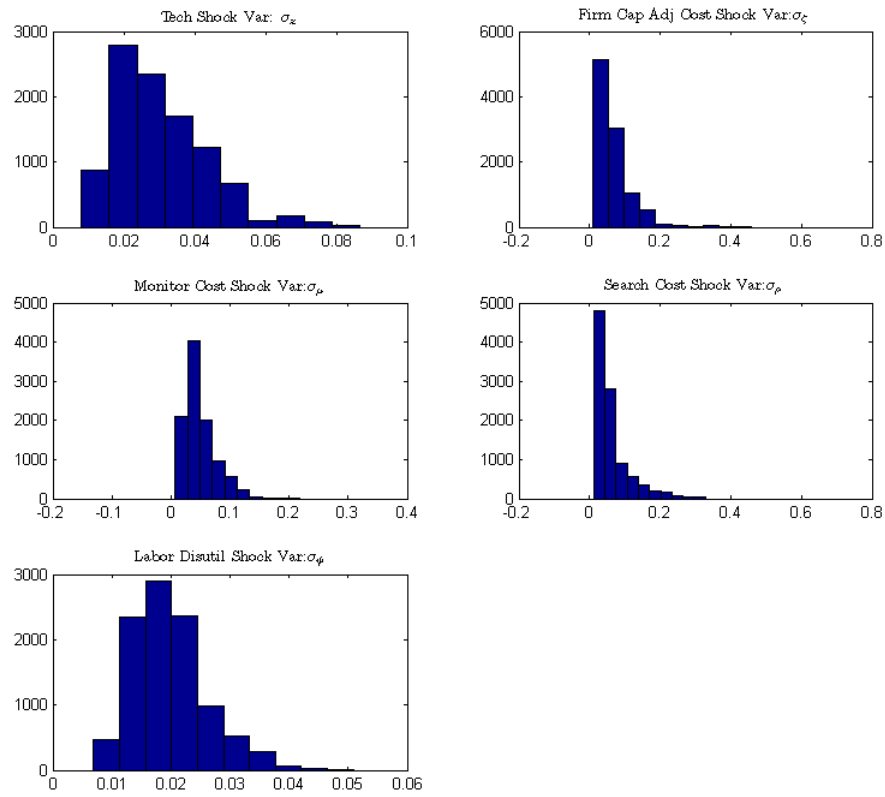 Tech Shock Var: σz
3000
2000
1000
0
0 0.02 0.04 0.06 0.08 0.1
Firm Cap Adj Cost Shock Var:σζ
6000
4000
2000
0
-0.2 0 0.2 0.4 0.6 0.8
Monitor Cost Shock Var:σμ
5000
4000
3000
2000
1000
0
-0.2 -0.1 0 0.1 0.2 0.3 0.4
Search Cost Shock Var:σρ
5000
4000
3000
2000
1000
0
-0.2 0 0.2 0.4 0.6 0.8
Labor Disutil Shock Var:σψ
3000
2000
1000
0
0 0.01 0.02 0.03 0.04 0.05 0.06